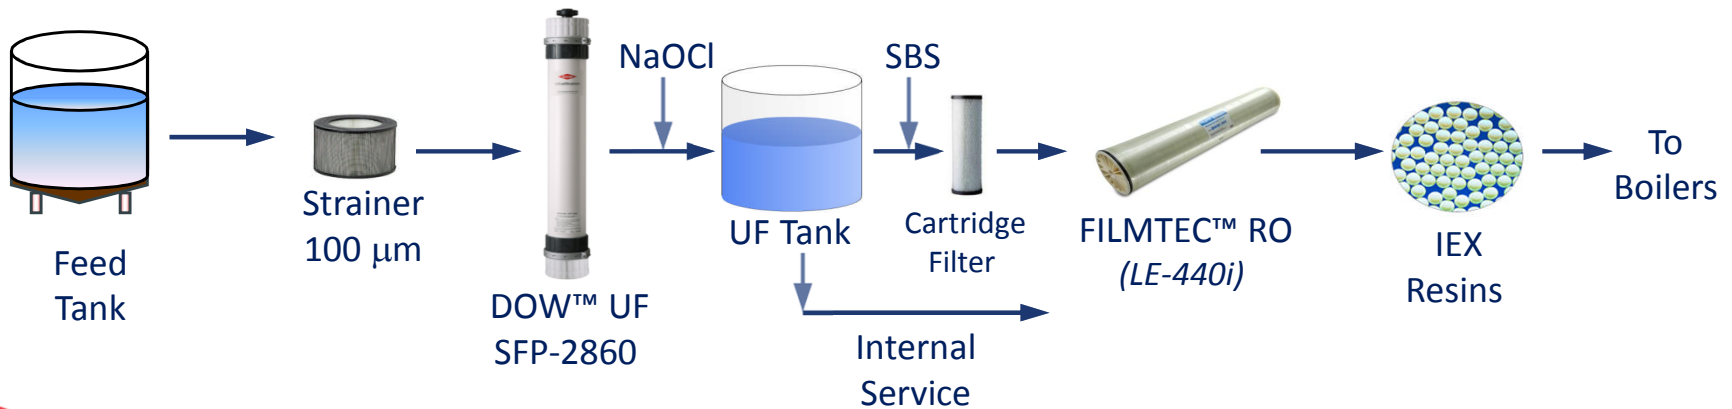 Feed
Tank
Strainer
100 μm
DOW™ UF
SFP-2860
NaOCl
UF Tank
Internal
Service
SBS
Cartridge
Filter
FILMTEC™ RO
(LE-440i)
IEX
Resins
To
Boilers